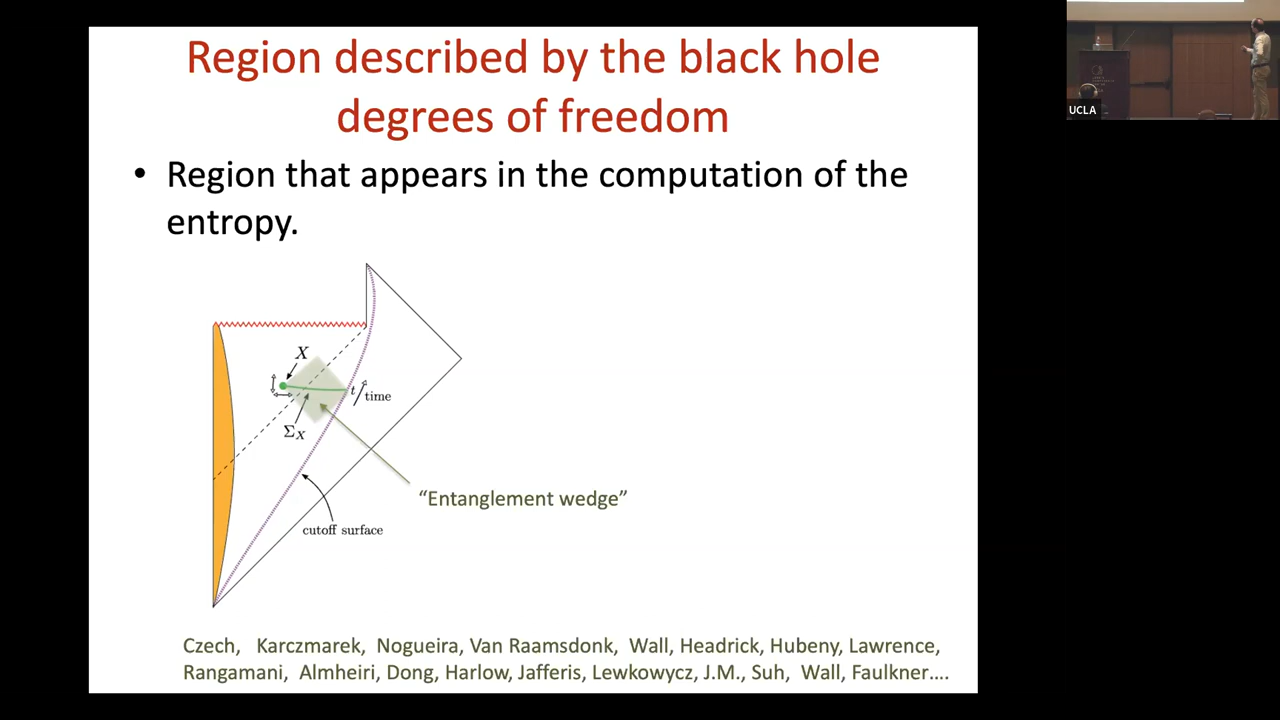 Region described by the black hole
degrees of freedom
• Region that appears in the computation of the
entropy.
X
t
time
ΣX
"Entanglement wedge"
cutoff surface
Czech, Karczmarek, Nogueira, Van Raamsdonk, Wall, Headrick, Hubeny, Lawrence,
Rangamani, Almheiri, Dong, Harlow, Jafferis, Lewkowycz, J.M., Suh, Wall, Faulkner....
UCLA